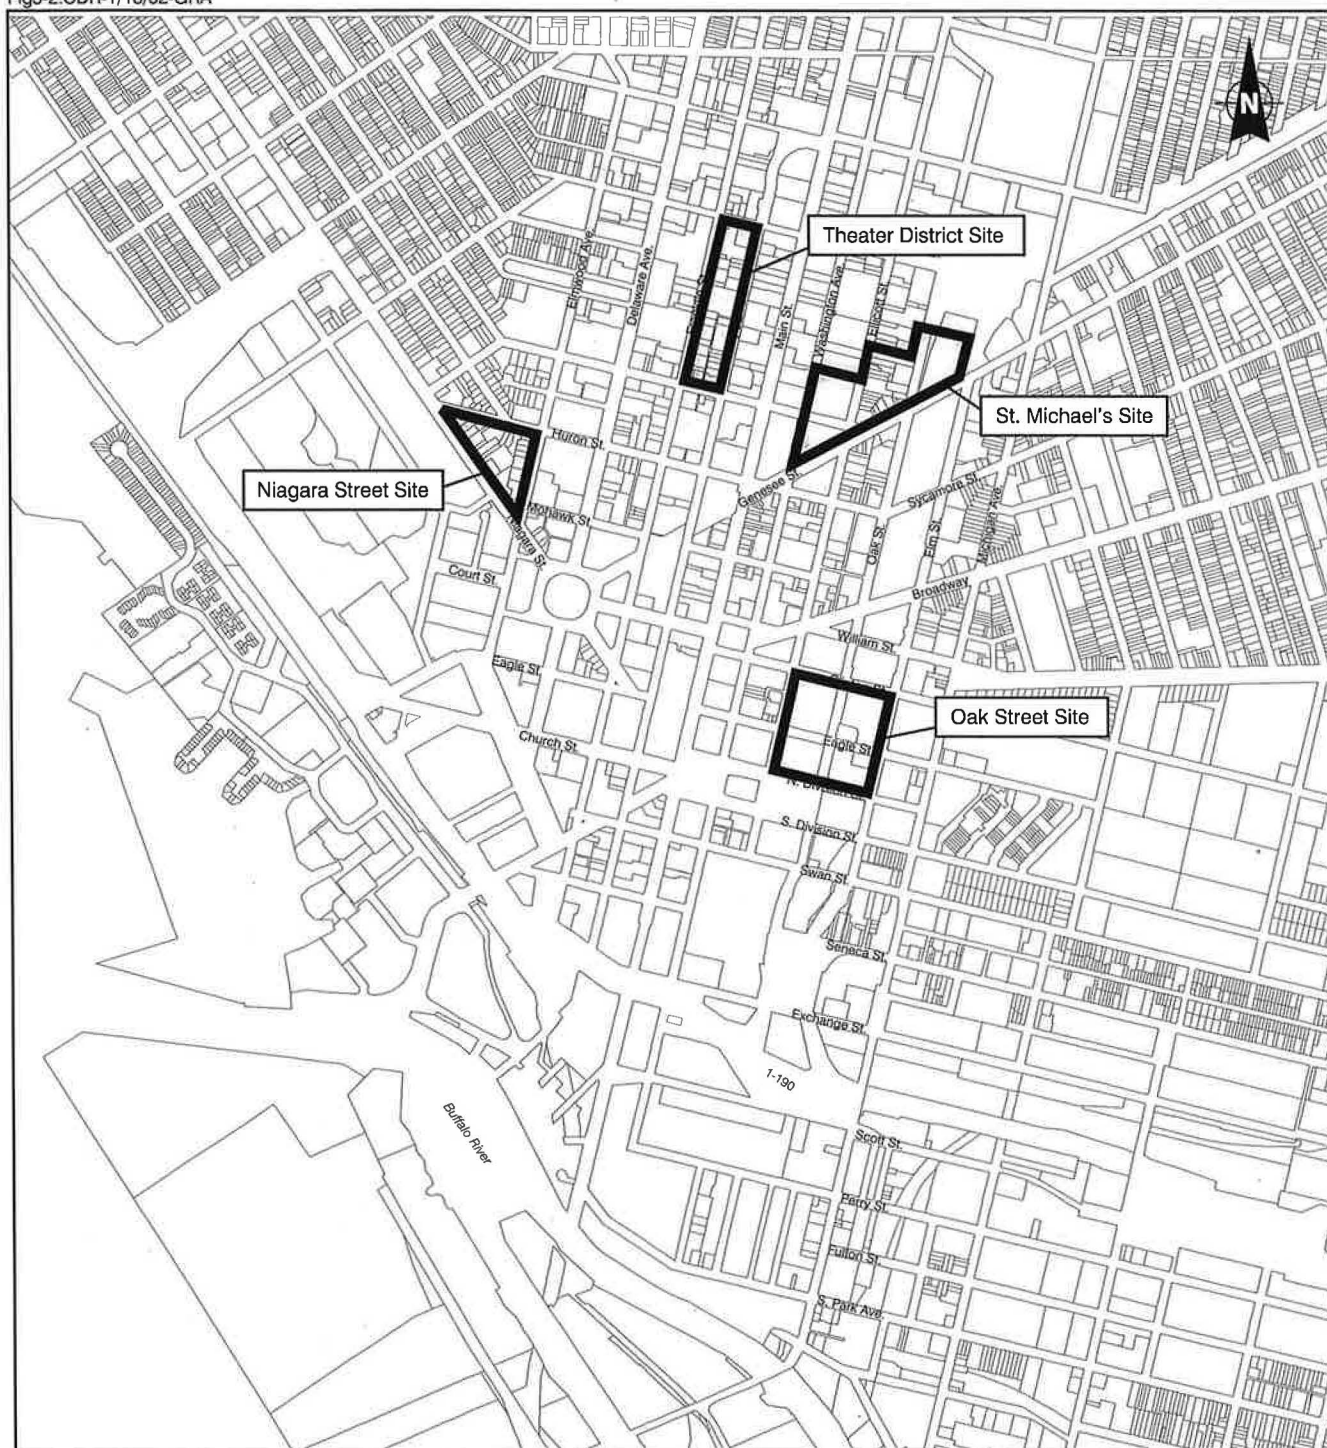 N
Theater District Site
Elmwood Ave.
Delaware Ave.
Main St.
Washington Ave.
Ellicott St.
St. Michael's Site
Huron St.
Niagara Street Site
Genesee St.
Sycamore St.
Mohawk St.
Niagara St.
Oak St.
Elm St.
Michigan Ave.
Court St.
Broadway
William St.
Eagle St.
Oak Street Site
Church St.
Eagle St.
N. Division St.
S. Division St.
Swan St.
Seneca St.
Exchange St.
1-190
Buffalo River
Scott St.
Perry St.
Fulton St.
S. Park Ave.